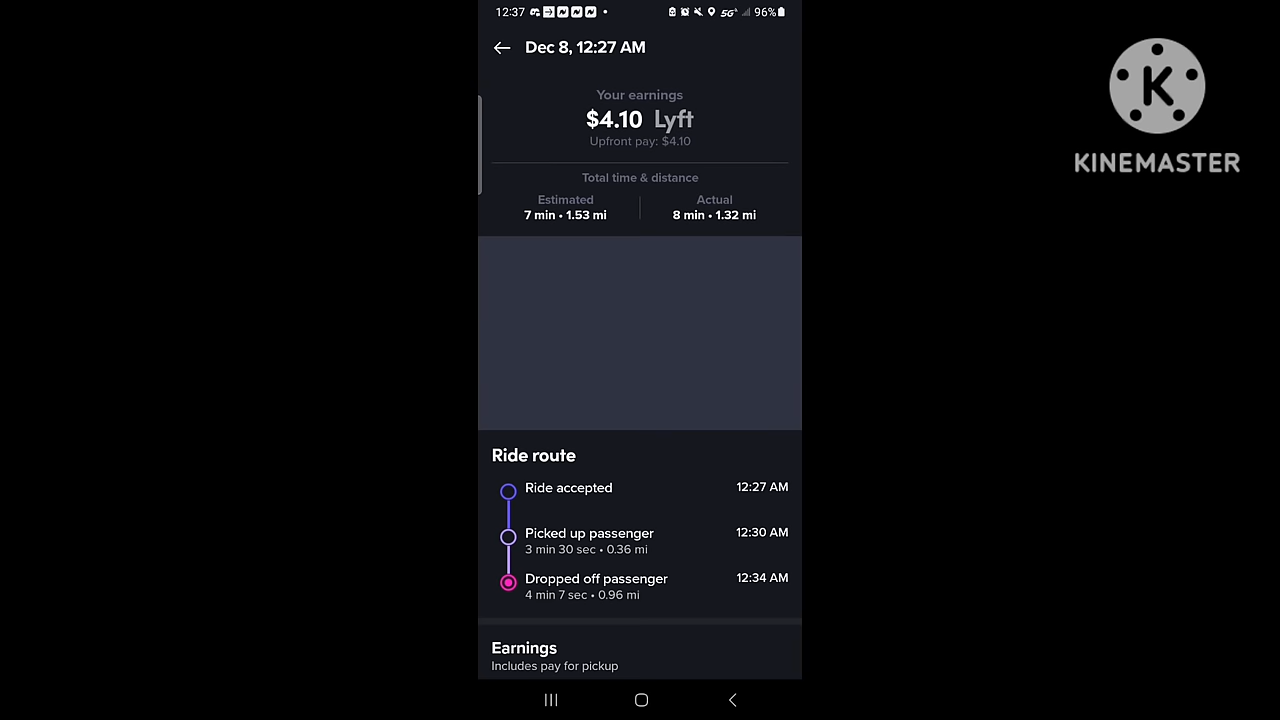 12:37
5G
96%
Dec 8, 12:27 AM
Your earnings
$4.10 Lyft
Upfront pay: $4.10
Total time & distance
Estimated
7 min • 1.53 mi
Actual
8 min • 1.32 mi
Ride route
Ride accepted
12:27 AM
Picked up passenger
12:30 AM
3 min 30 sec • 0.36 mi
Dropped off passenger
12:34 AM
4 min 7 sec • 0.96 mi
Earnings
Includes pay for pickup
K
KINEMASTER